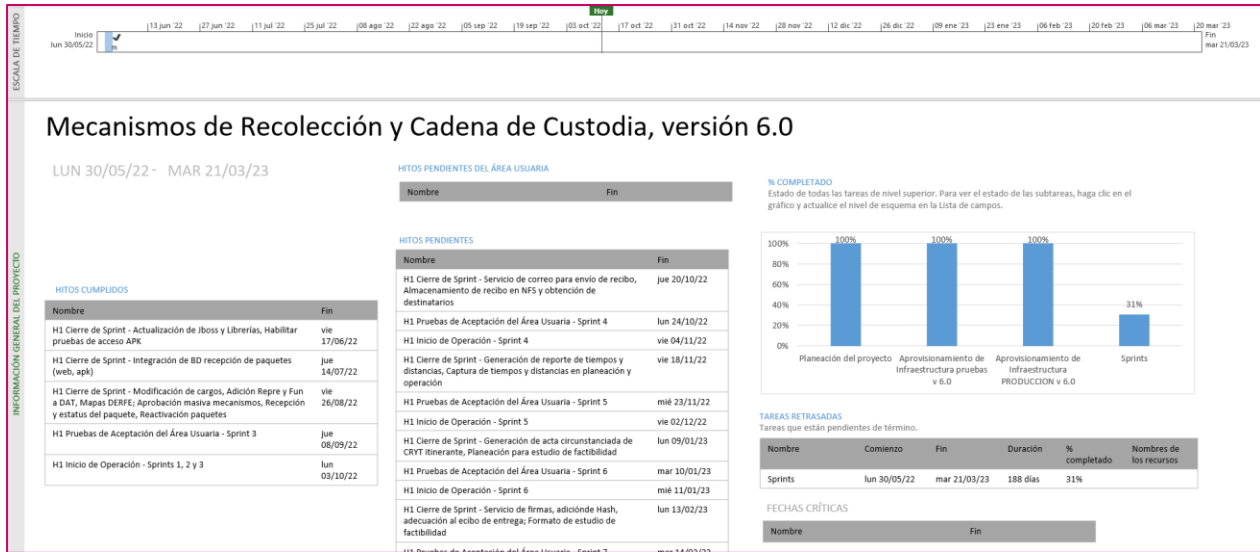 ESCALA DE TIEMPO
Hoy
13 jun '22 27 jun '22 11 jul '22 25 jul '22 08 ago '22 22 ago '22 05 sep '22 19 sep '22 03 oct '22 17 oct '22 31 oct '22 14 nov '22 28 nov '22 12 dic '22 26 dic '22 09 ene '23 23 ene '23 06 feb '23 20 feb '23 06 mar '23 20 mar '23
Inicio
lun 30/05/22
m
Fin
mar 21/03/23
INFORMACIÓN GENERAL DEL PROYECTO
Mecanismos de Recolección y Cadena de Custodia, versión 6.0
LUN 30/05/22 - MAR 21/03/23
HITOS CUMPLIDOS
Nombre Fin
H1 Cierre de Sprint - Actualización de Jboss y Librerías, Habilitar vie
pruebas de acceso APK 17/06/22
H1 Cierre de Sprint - Integración de BD recepción de paquetes jue
(web, apk) 14/07/22
H1 Cierre de Sprint - Modificación de cargos, Adición Repre y Fun vie
a DAT, Mapas DERFE; Aprobación masiva mecanismos, Recepción 26/08/22
y estatus del paquete, Reactivación paquetes
H1 Pruebas de Aceptación del Área Usuaria - Sprint 3 jue
08/09/22
H1 Inicio de Operación - Sprints 1, 2 y 3 lun
03/10/22
HITOS PENDIENTES DEL ÁREA USUARIA
Nombre Fin
HITOS PENDIENTES
Nombre Fin
H1 Cierre de Sprint - Servicio de correo para envío de recibo, jue 20/10/22
Almacenamiento de recibo en NFS y obtención de
destinatarios
H1 Pruebas de Aceptación del Área Usuaria - Sprint 4 lun 24/10/22
H1 Inicio de Operación - Sprint 4 vie 04/11/22
H1 Cierre de Sprint - Generación de reporte de tiempos y vie 18/11/22
distancias, Captura de tiempos y distancias en planeación y
operación
H1 Pruebas de Aceptación del Área Usuaria - Sprint 5 mié 23/11/22
H1 Inicio de Operación - Sprint 5 vie 02/12/22
H1 Cierre de Sprint - Generación de acta circunstanciada de lun 09/01/23
CRYT itinerante, Planeación para estudio de factibilidad
H1 Pruebas de Aceptación del Área Usuaria - Sprint 6 mar 10/01/23
H1 Inicio de Operación - Sprint 6 mié 11/01/23
H1 Cierre de Sprint - Servicio de firmas, adiciónde Hash, lun 13/02/23
adecuación al ecibo de entrega; Formato de estudio de
factibilidad
H1 Pruebas de Aceptación del Área Usuaria - Sprint 7 mar 14/02/23
% COMPLETADO
Estado de todas las tareas de nivel superior. Para ver el estado de las subtareas, haga clic en el
gráfico y actualice el nivel de esquema en la Lista de campos.
100%
80%
60%
40%
20%
0%
100% 100% 100% 31%
Planeación del proyecto Aprovisionamiento de Aprovisionamiento de Sprints
Infraestructura pruebas Infraestructura
v 6.0 PRODUCCION v 6.0
TAREAS RETRASADAS
Tareas que están pendientes de término.
Nombre Comienzo Fin Duración % Nombres de
completado los recursos
Sprints lun 30/05/22 mar 21/03/23 188 días 31%
FECHAS CRÍTICAS
Nombre Fin